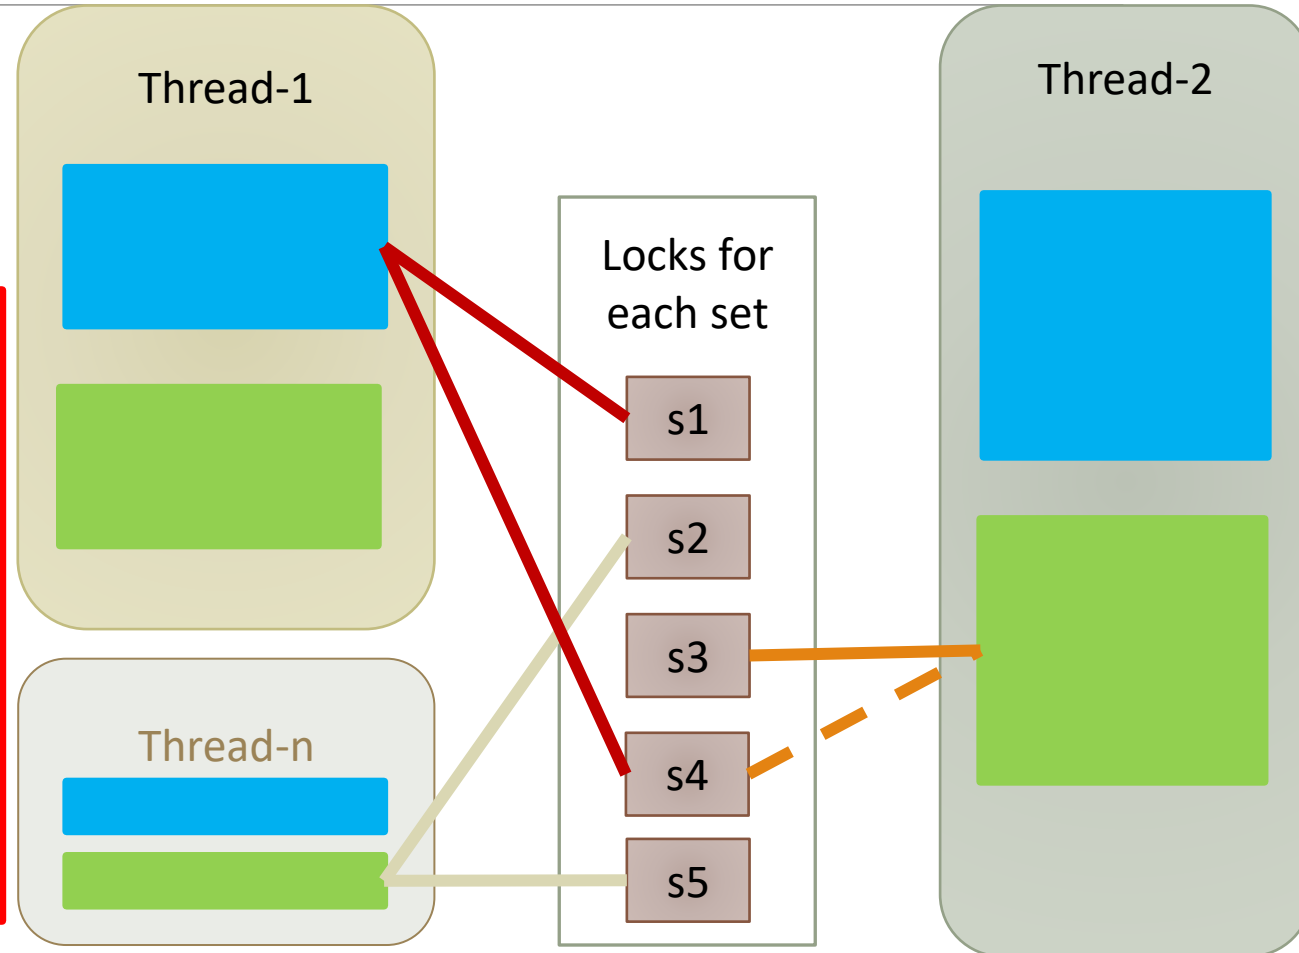 Thread-1
Thread-2
Locks for
each set
s1
s2
s3
s4
s5
Thread-n